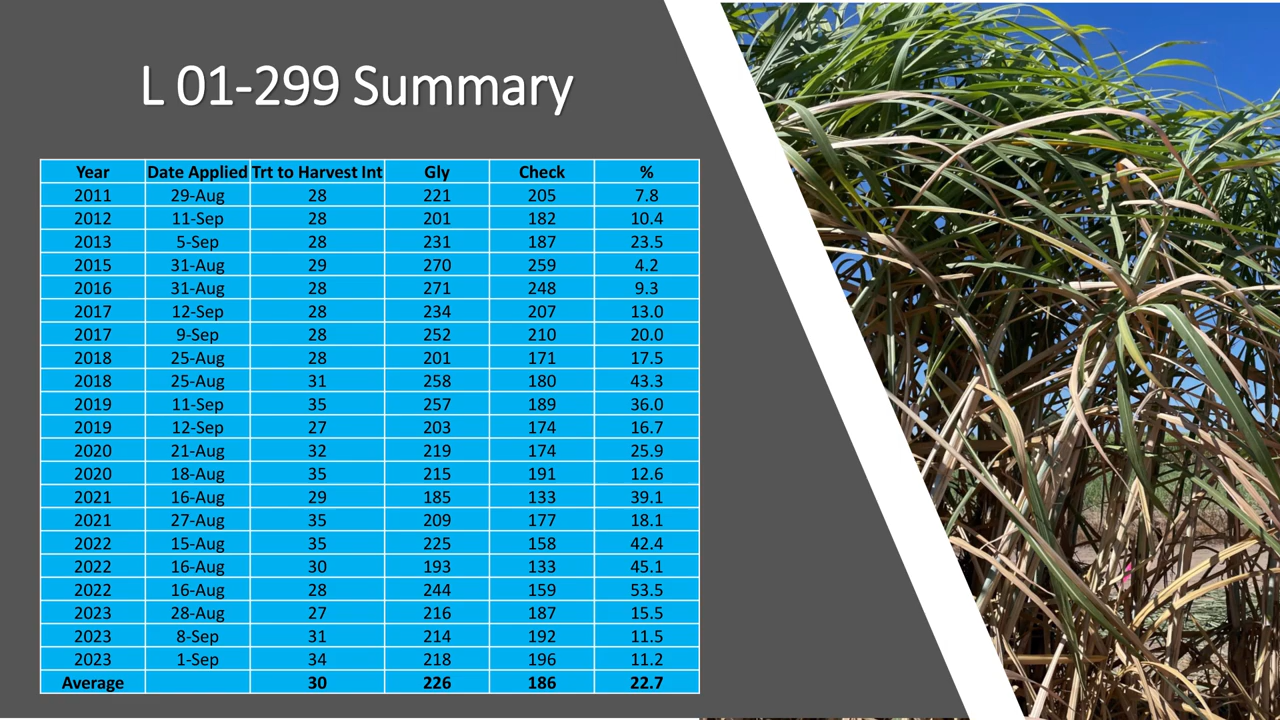 L 01-299 Summary
Year Date Applied Trt to Harvest Int Gly Check %
2011 29-Aug 28 221 205 7.8
2012 11-Sep 28 201 182 10.4
2013 5-Sep 28 231 187 23.5
2015 31-Aug 29 270 259 4.2
2016 31-Aug 28 271 248 9.3
2017 12-Sep 28 234 207 13.0
2017 9-Sep 28 252 210 20.0
2018 25-Aug 28 201 171 17.5
2018 25-Aug 31 258 180 43.3
2019 11-Sep 35 257 189 36.0
2019 12-Sep 27 203 174 16.7
2020 21-Aug 32 219 174 25.9
2020 18-Aug 35 215 191 12.6
2021 16-Aug 29 185 133 39.1
2021 27-Aug 35 209 177 18.1
2022 15-Aug 35 225 158 42.4
2022 16-Aug 30 193 133 45.1
2022 16-Aug 28 244 159 53.5
2023 28-Aug 27 216 187 15.5
2023 8-Sep 31 214 192 11.5
2023 1-Sep 34 218 196 11.2
Average 30 226 186 22.7